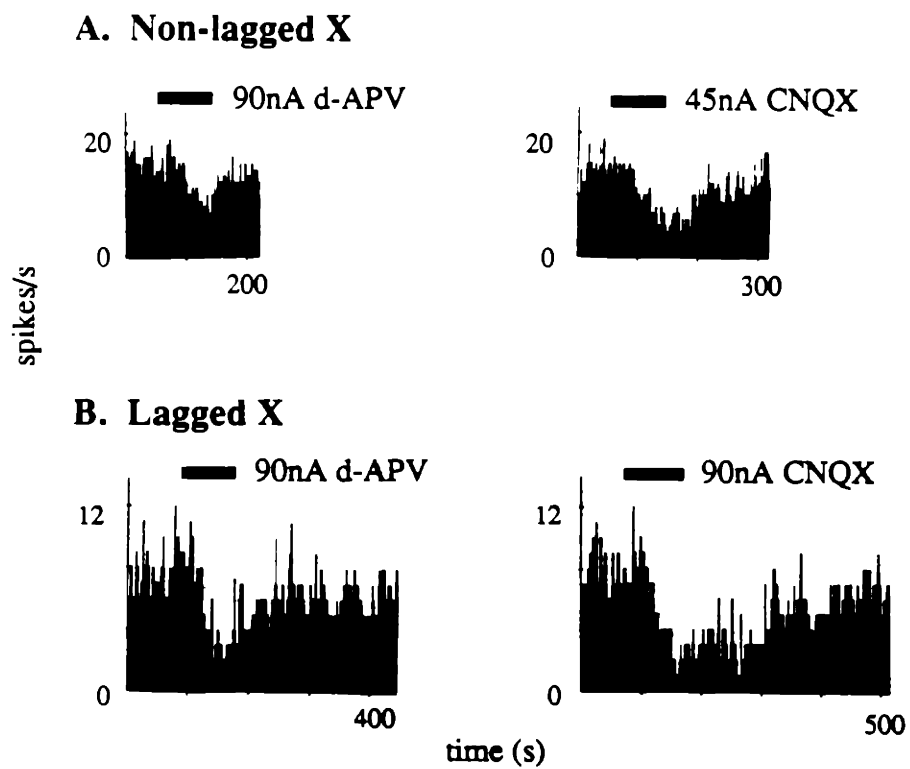 A. Non-lagged X
90nA d-APV
45nA CNQX
20
0
200
20
0
300
spikes/s
B. Lagged X
90nA d-APV
90nA CNQX
12
0
400
12
0
500
time (s)